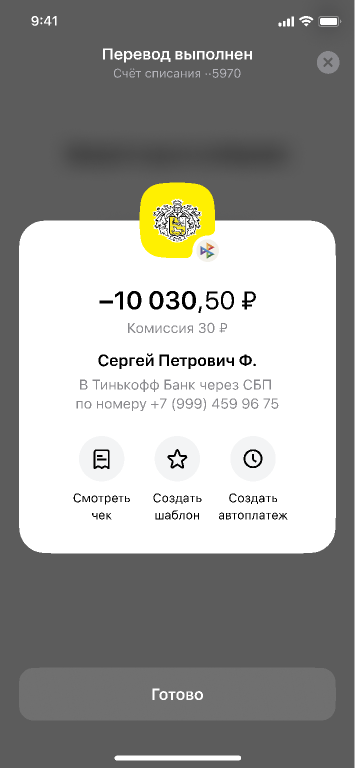 9:41
Перевод выполнен
Счёт списания ··5970
–10 030,50 ₽
Комиссия 30 ₽
Сергей Петрович Ф.
В Тинькофф Банк через СБП
по номеру +7 (999) 459 96 75
Смотреть
чек
Создать
шаблон
Создать
автоплатеж
Готово